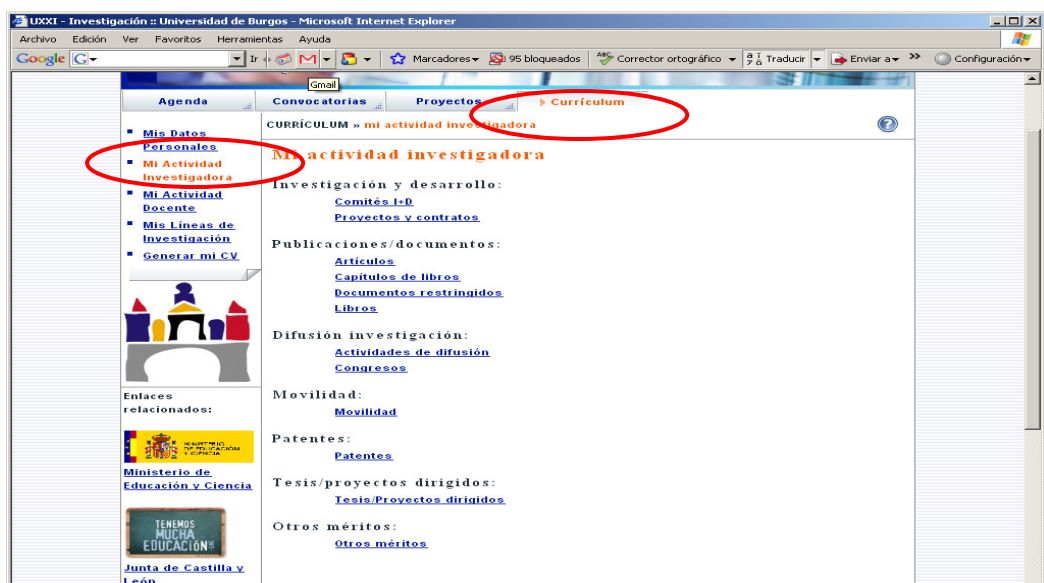 UXXI - Investigación :: Universidad de Burgos - Microsoft Internet Explorer
Archivo Edición Ver Favoritos Herramientas Ayuda
Google G Ir Marcadores 95 bloqueados Corrector ortográfico Traducir Enviar a Configuración
Gmail
Agenda Convocatorias Proyectos Currículum
CURRÍCULUM » mi actividad investigadora
Mis Datos
Personales
Mi Actividad
Investigadora
Mi Actividad
Docente
Mis Líneas de
Investigación
Generar mi CV
Enlaces
relacionados:
MINISTERIO
DE EDUCACIÓN
Y CIENCIA
Ministerio de
Educación y Ciencia
TENEMOS
MUCHA
EDUCACIÓN
Junta de Castilla y
León
Mi actividad investigadora
Investigación y desarrollo:
Comités I+D
Proyectos y contratos
Publicaciones/documentos:
Artículos
Capítulos de libros
Documentos restringidos
Libros
Difusión investigación:
Actividades de difusión
Congresos
Movilidad:
Movilidad
Patentes:
Patentes
Tesis/proyectos dirigidos:
Tesis/Proyectos dirigidos
Otros méritos:
Otros méritos